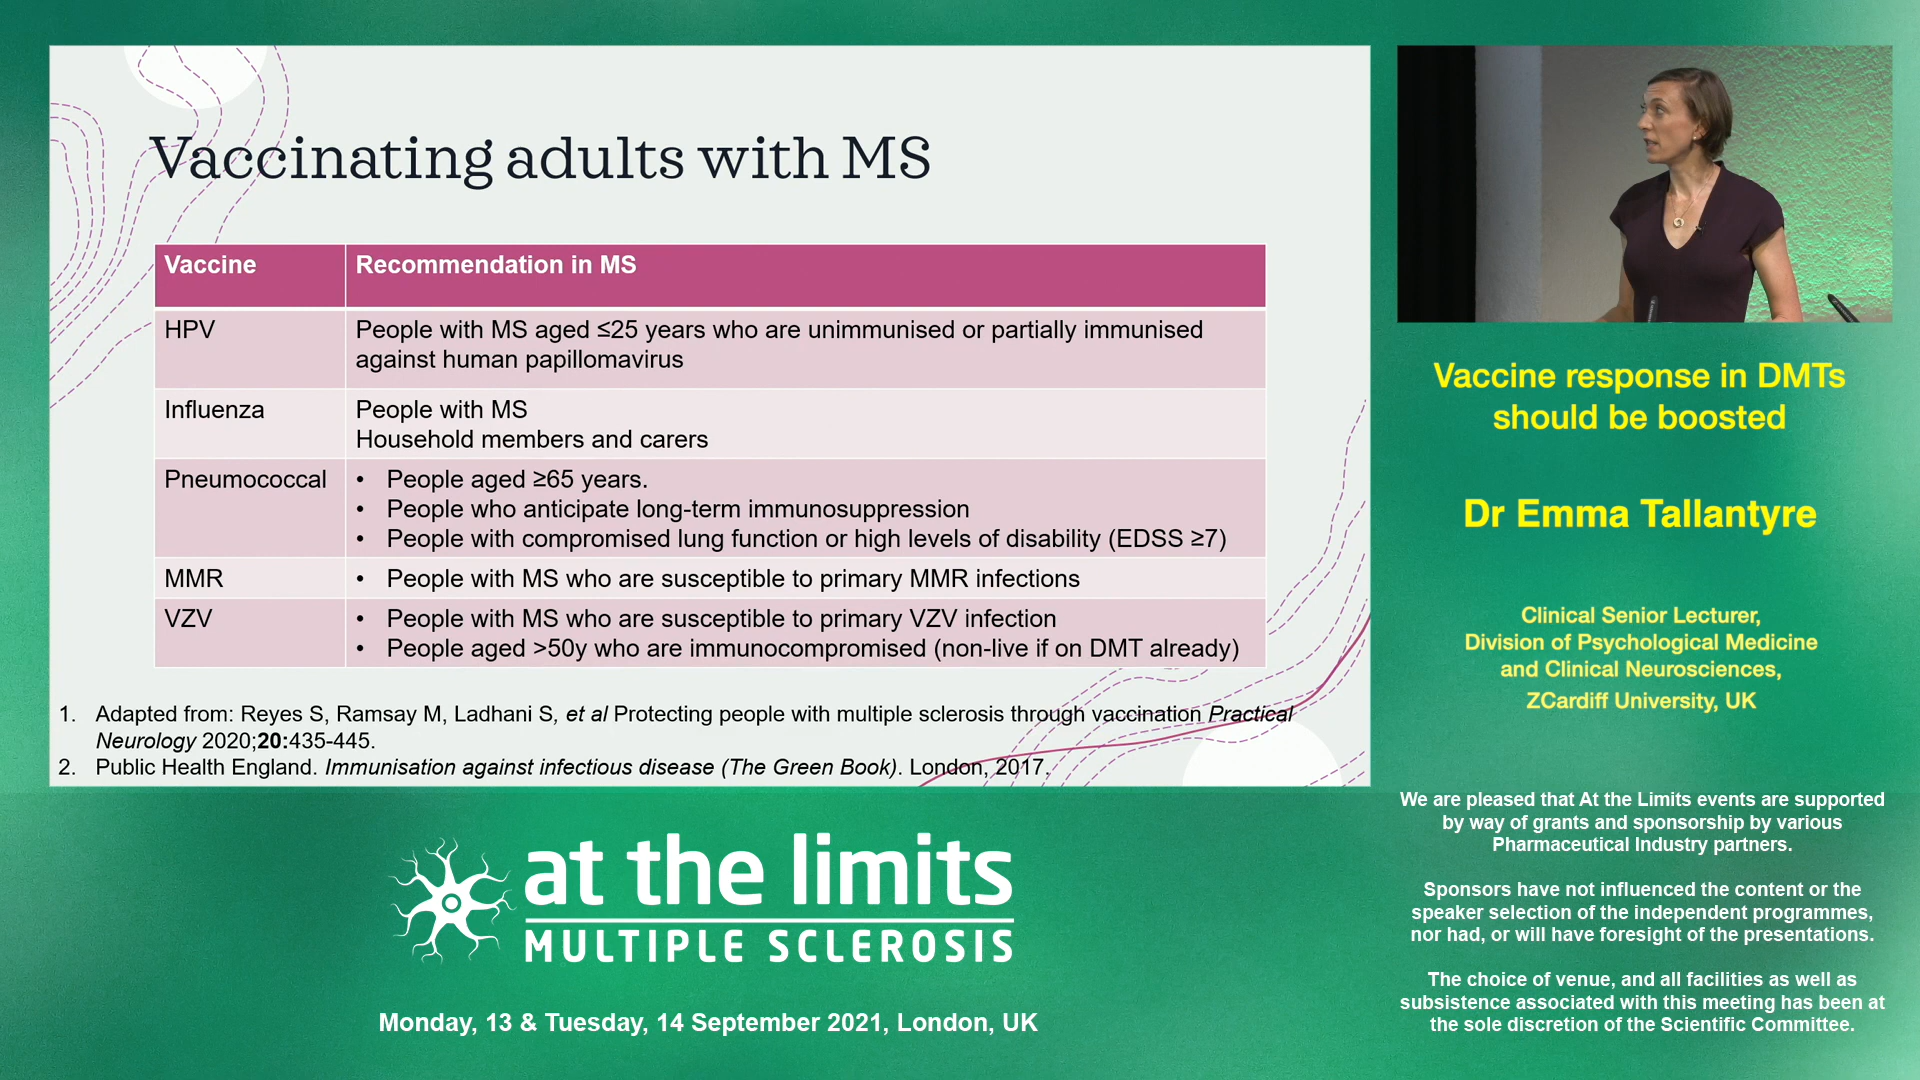 Vaccinating adults with MS
Vaccine Recommendation in MS
HPV People with MS aged ≤25 years who are unimmunised or partially immunised
against human papillomavirus
Influenza People with MS
Household members and carers
Pneumococcal • People aged ≥65 years.
• People who anticipate long-term immunosuppression
• People with compromised lung function or high levels of disability (EDSS ≥7)
MMR • People with MS who are susceptible to primary MMR infections
VZV • People with MS who are susceptible to primary VZV infection
• People aged >50y who are immunocompromised (non-live if on DMT already)
1. Adapted from: Reyes S, Ramsay M, Ladhani S, et al Protecting people with multiple sclerosis through vaccination Practical
Neurology 2020;20:435-445.
2. Public Health England. Immunisation against infectious disease (The Green Book). London, 2017.
at the limits
MULTIPLE SCLEROSIS
Monday, 13 & Tuesday, 14 September 2021, London, UK
Vaccine response in DMTs
should be boosted
Dr Emma Tallantyre
Clinical Senior Lecturer,
Division of Psychological Medicine
and Clinical Neurosciences,
ZCardiff University, UK
We are pleased that At the Limits events are supported
by way of grants and sponsorship by various
Pharmaceutical Industry partners.
Sponsors have not influenced the content or the
speaker selection of the independent programmes,
nor had, or will have foresight of the presentations.
The choice of venue, and all facilities as well as
subsistence associated with this meeting has been at
the sole discretion of the Scientific Committee.